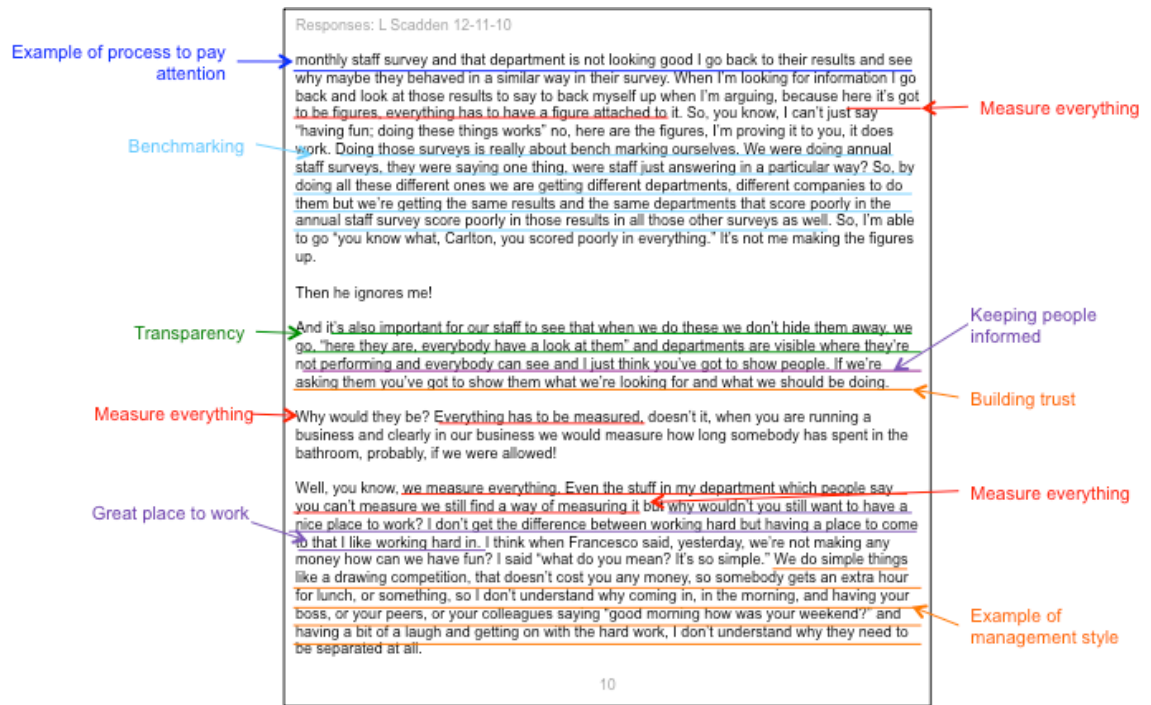 Responses: L Scadden 12-11-10
Example of process to pay
attention
monthly staff survey and that department is not looking good I go back to their results and see
why maybe they behaved in a similar way in their survey. When I'm looking for information I go
back and look at those results to say to back myself up when I'm arguing, because here it's got
to be figures, everything has to have a figure attached to it. So, you know, I can't just say
"having fun; doing these things works" no, here are the figures, I'm proving it to you, it does
work. Doing those surveys is really about bench marking ourselves. We were doing annual
staff surveys, they were saying one thing, were staff just answering in a particular way? So, by
doing all these different ones we are getting different departments, different companies to do
them but we're getting the same results and the same departments that score poorly in the
annual staff survey score poorly in those results in all those other surveys as well. So, I'm able
to go "you know what, Carlton, you scored poorly in everything." It's not me making the figures
up.
Measure everything
Benchmarking
Then he ignores me!
Transparency
And it's also important for our staff to see that when we do these we don't hide them away, we
go, "here they are, everybody have a look at them" and departments are visible where they're
not performing and everybody can see and I just think you've got to show people. If we're
asking them you've got to show them what we're looking for and what we should be doing.
Keeping people
informed
Building trust
Measure everything
Why would they be? Everything has to be measured, doesn't it, when you are running a
business and clearly in our business we would measure how long somebody has spent in the
bathroom, probably, if we were allowed!
Great place to work
Well, you know, we measure everything. Even the stuff in my department which people say
you can't measure we still find a way of measuring it but why wouldn't you still want to have a
nice place to work? I don't get the difference between working hard but having a place to come
to that I like working hard in. I think when Francesco said, yesterday, we're not making any
money how can we have fun? I said "what do you mean? It's so simple." We do simple things
like a drawing competition, that doesn't cost you any money, so somebody gets an extra hour
for lunch, or something, so I don't understand why coming in, in the morning, and having your
boss, or your peers, or your colleagues saying "good morning how was your weekend?" and
having a bit of a laugh and getting on with the hard work, I don't understand why they need to
be separated at all.
Measure everything
Example of
management style
10